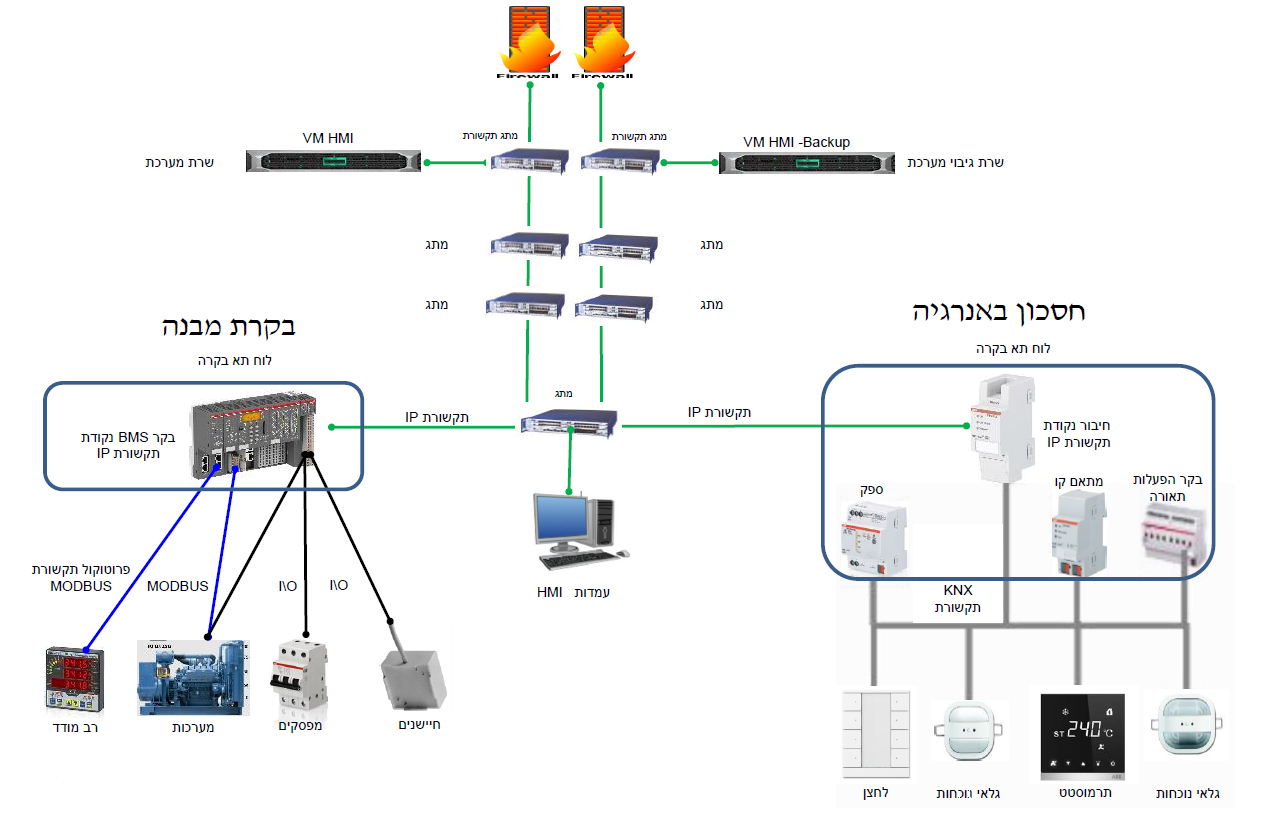 Firewall
Firewall
מתג תקשורת
מתג תקשורת
VM HMI
VM HMI -Backup
שרת מערכת
שרת גיבוי מערכת
מתג
מתג
מתג
מתג
בקרת מבנה
חסכון באנרגיה
לוח תא בקרה
לוח תא בקרה
מתג
תקשורת IP
תקשורת IP
בקר BMS נקודת
תקשורת IP
חיבור נקודת
תקשורת IP
ספק
מתאם קו
בקר הפעלות
תאורה
פרוטוקול תקשורת
MODBUS
MODBUS
I\O
I\O
עמדות HMI
KNX
תקשורת
ST 240 °C
רב מודד
מערכות
מפסקים
חיישנים
לחצן
גלאי נוכחות
תרמוסטט
גלאי נוכחות